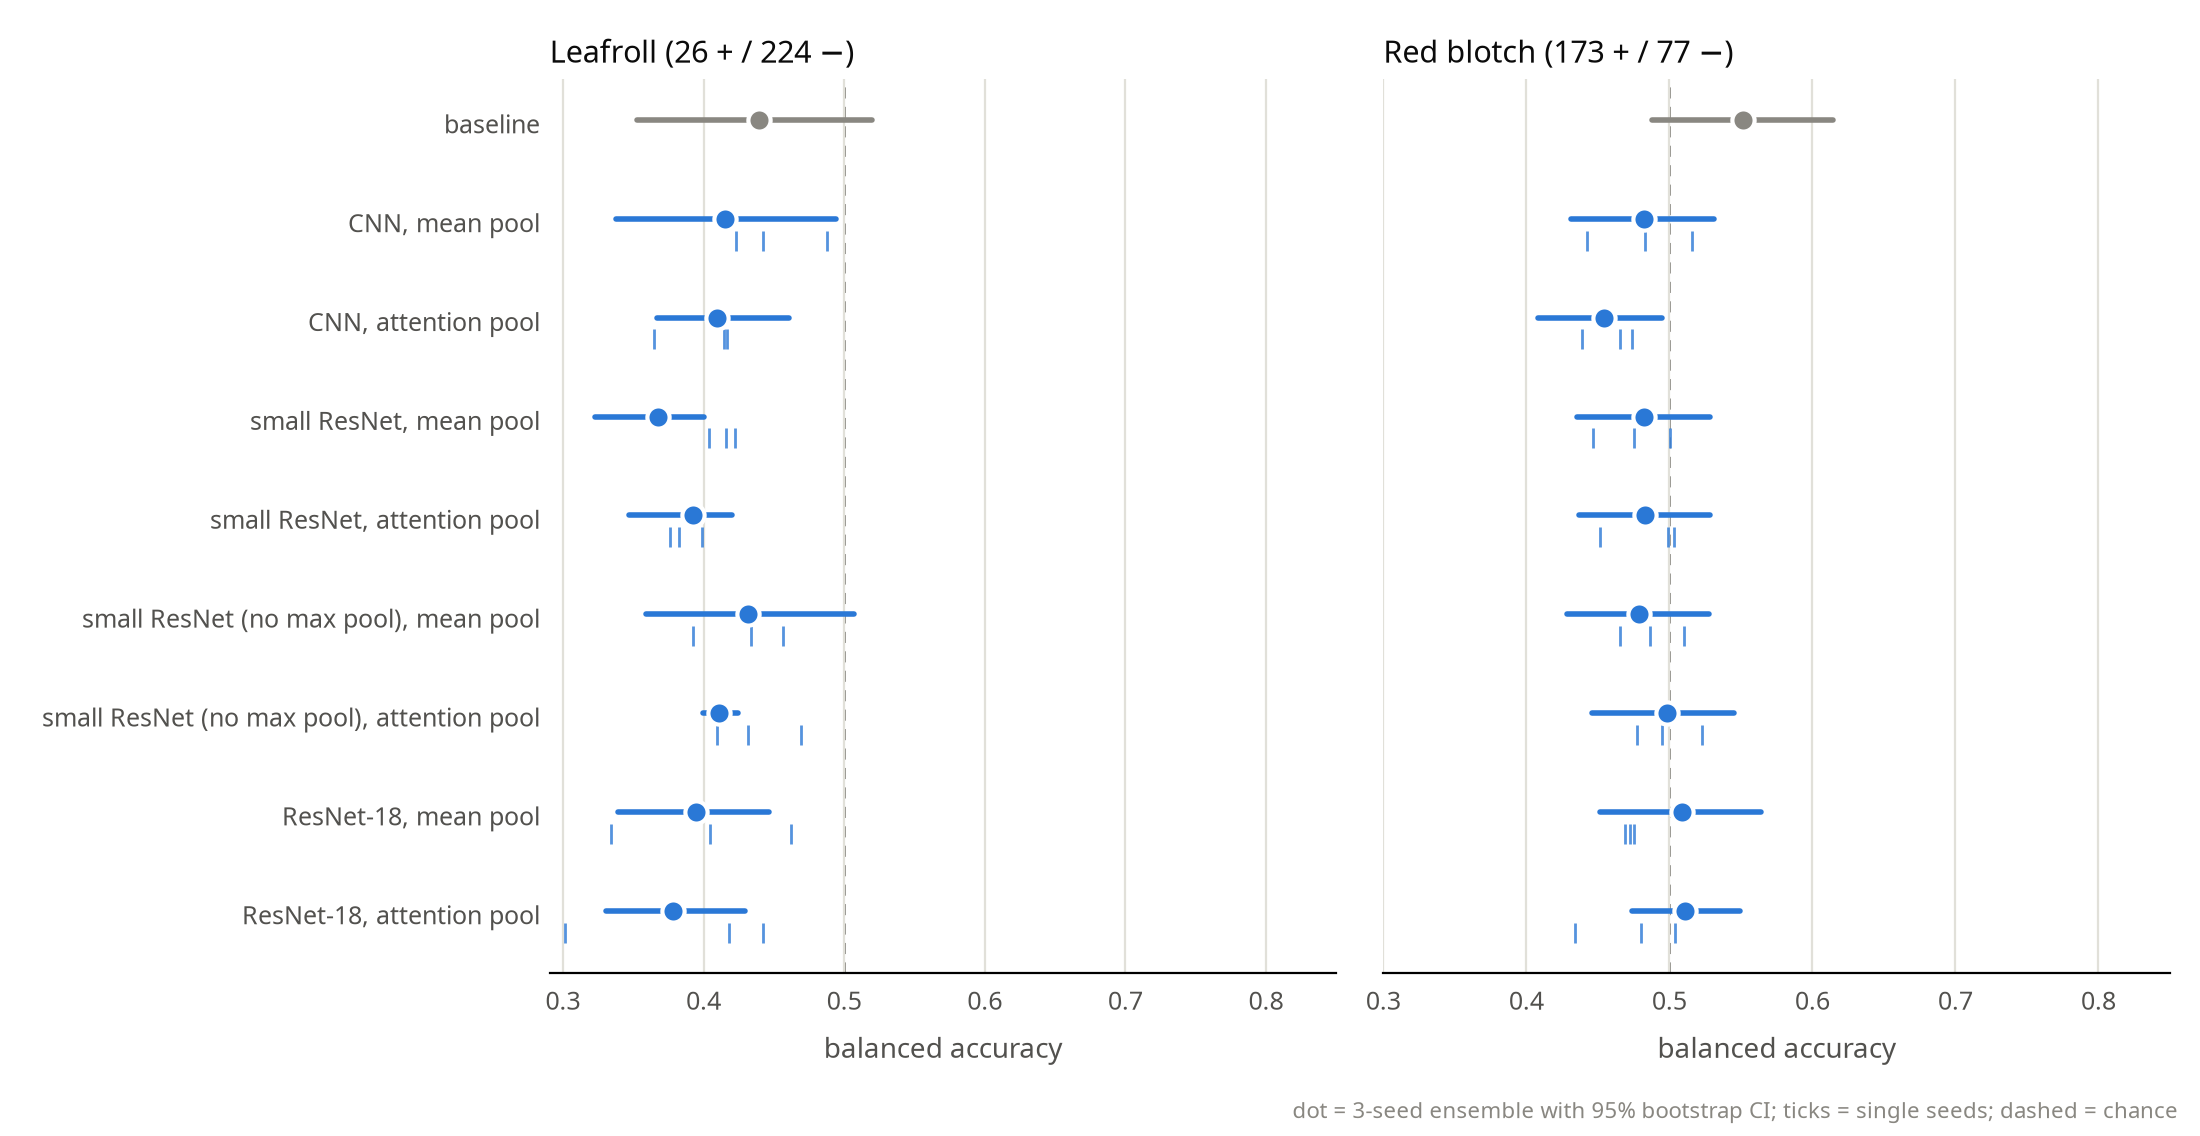 Leafroll (26 + / 224 −)
Red blotch (173 + / 77 −)
baseline
CNN, mean pool
CNN, attention pool
small ResNet, mean pool
small ResNet, attention pool
small ResNet (no max pool), mean pool
small ResNet (no max pool), attention pool
ResNet-18, mean pool
ResNet-18, attention pool
0.3 0.4 0.5 0.6 0.7 0.8
0.3 0.4 0.5 0.6 0.7 0.8
balanced accuracy
balanced accuracy
dot = 3-seed ensemble with 95% bootstrap CI; ticks = single seeds; dashed = chance